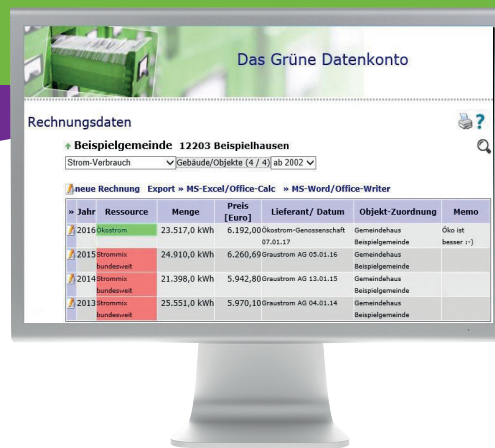 Das Grüne Datenkonto
Rechnungsdaten
?
Beispielgemeinde 12203 Beispielhausen
Strom-Verbrauch Gebäude/Objekte (4 / 4) ab 2002
neue Rechnung Export » MS-Excel/Office-Calc » MS-Word/Office-Writer
» Jahr Ressource Menge Preis [Euro] Lieferant/ Datum Objekt-Zuordnung Memo
2016 Ökostrom 23.517,0 kWh 6.192,00 Ökostrom-Genossenschaft 07.01.17 Gemeindehaus Beispielgemeinde Öko ist besser :-)
2015 Strommix bundesweit 24.910,0 kWh 6.260,69 Graustrom AG 05.01.16 Gemeindehaus Beispielgemeinde
2014 Strommix bundesweit 21.398,0 kWh 5.942,80 Graustrom AG 13.01.15 Gemeindehaus Beispielgemeinde
2013 Strommix bundesweit 25.551,0 kWh 5.970,10 Graustrom AG 04.01.14 Gemeindehaus Beispielgemeinde